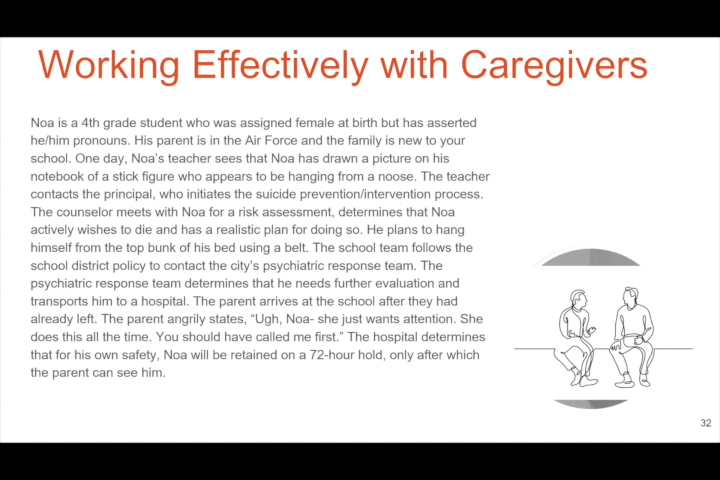 Working Effectively with Caregivers
Noa is a 4th grade student who was assigned female at birth but has asserted
he/him pronouns. His parent is in the Air Force and the family is new to your
school. One day, Noa's teacher sees that Noa has drawn a picture on his
notebook of a stick figure who appears to be hanging from a noose. The teacher
contacts the principal, who initiates the suicide prevention/intervention process.
The counselor meets with Noa for a risk assessment, determines that Noa
actively wishes to die and has a realistic plan for doing so. He plans to hang
himself from the top bunk of his bed using a belt. The school team follows the
school district policy to contact the city's psychiatric response team. The
psychiatric response team determines that he needs further evaluation and
transports him to a hospital. The parent arrives at the school after they had
already left. The parent angrily states, "Ugh, Noa- she just wants attention. She
does this all the time. You should have called me first." The hospital determines
that for his own safety, Noa will be retained on a 72-hour hold, only after which
the parent can see him.
32